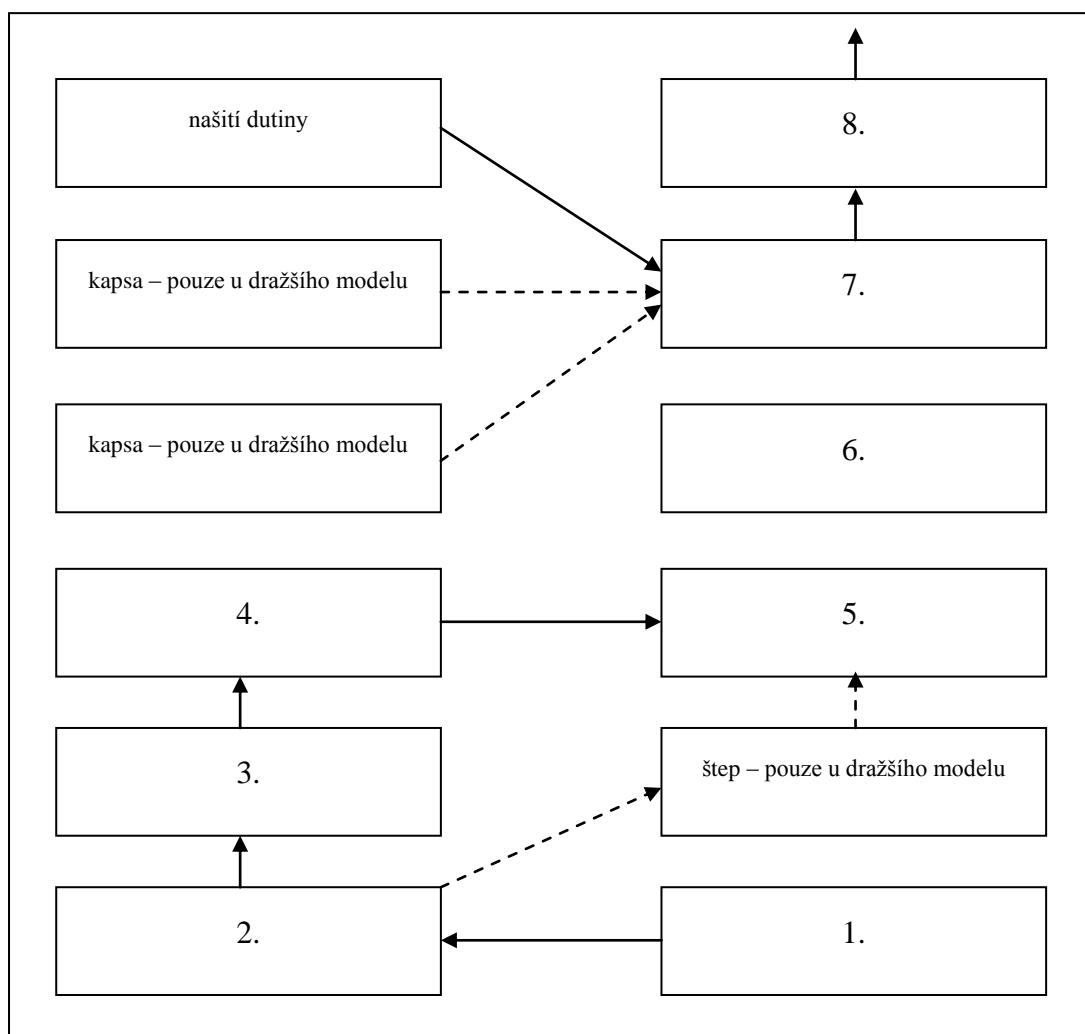 našití dutiny
8.
kapsa – pouze u dražšího modelu
7.
kapsa – pouze u dražšího modelu
6.
4.
5.
3.
štep – pouze u dražšího modelu
2.
1.